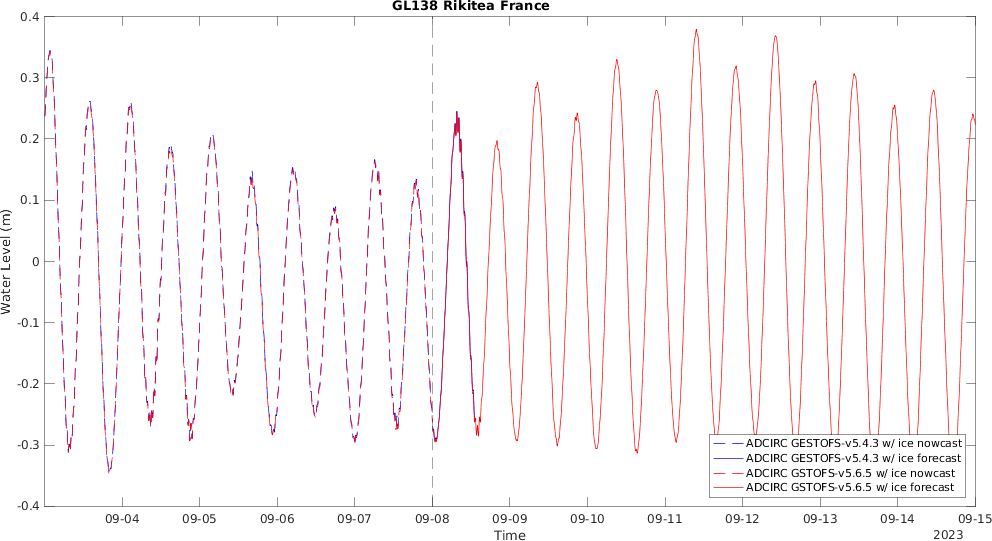 GL138 Rikitea France
0.4
0.3
0.2
0.1
0
-0.1
-0.2
-0.3
-0.4
Water Level (m)
ADCIRC GESTOFS-v5.4.3 w/ ice nowcast
ADCIRC GESTOFS-v5.4.3 w/ ice forecast
ADCIRC GSTOFS-v5.6.5 w/ ice nowcast
ADCIRC GSTOFS-v5.6.5 w/ ice forecast
09-04 09-05 09-06 09-07 09-08 09-09 09-10 09-11 09-12 09-13 09-14 09-15
Time
2023